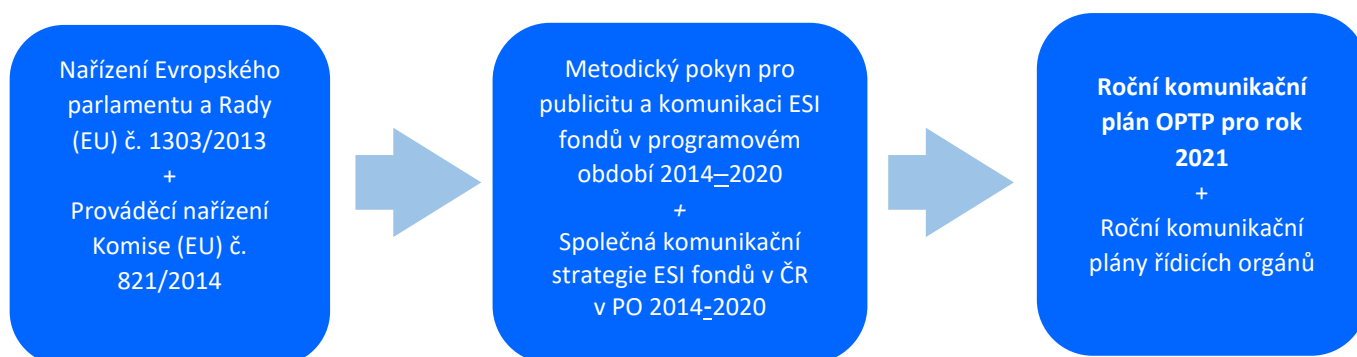 Nařízení Evropského
parlamentu a Rady
(EU) č. 1303/2013
+
Prováděcí nařízení
Komise (EU) č.
821/2014
Metodický pokyn pro
publicitu a komunikaci ESI
fondů v programovém
období 2014–2020
+
Společná komunikační
strategie ESI fondů v ČR
v PO 2014-2020
Roční komunikační
plán OPTP pro rok
2021
+
Roční komunikační
plány řídicích orgánů